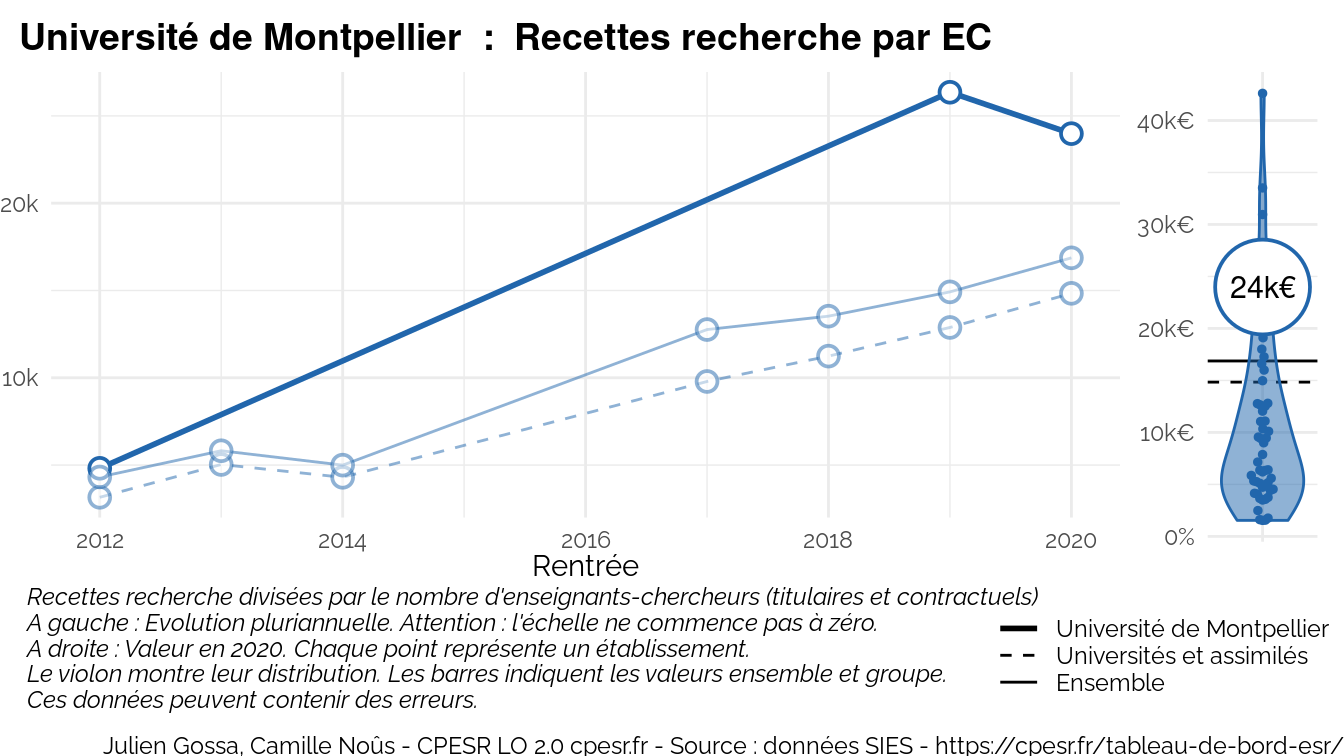 Université de Montpellier : Recettes recherche par EC
20k
10k
2012 2014 2016 2018 2020
Rentrée
40k€
30k€
24k€
20k€
10k€
0%
Recettes recherche divisées par le nombre d'enseignants-chercheurs (titulaires et contractuels)
A gauche : Evolution pluriannuelle. Attention : l'échelle ne commence pas à zéro.
A droite : Valeur en 2020. Chaque point représente un établissement.
Le violon montre leur distribution. Les barres indiquent les valeurs ensemble et groupe.
Ces données peuvent contenir des erreurs.
Université de Montpellier
Universités et assimilés
Ensemble
Julien Gossa, Camille Noûs - CPESR LO 2.0 cpesr.fr - Source : données SIES - https://cpesr.fr/tableau-de-bord-esr/